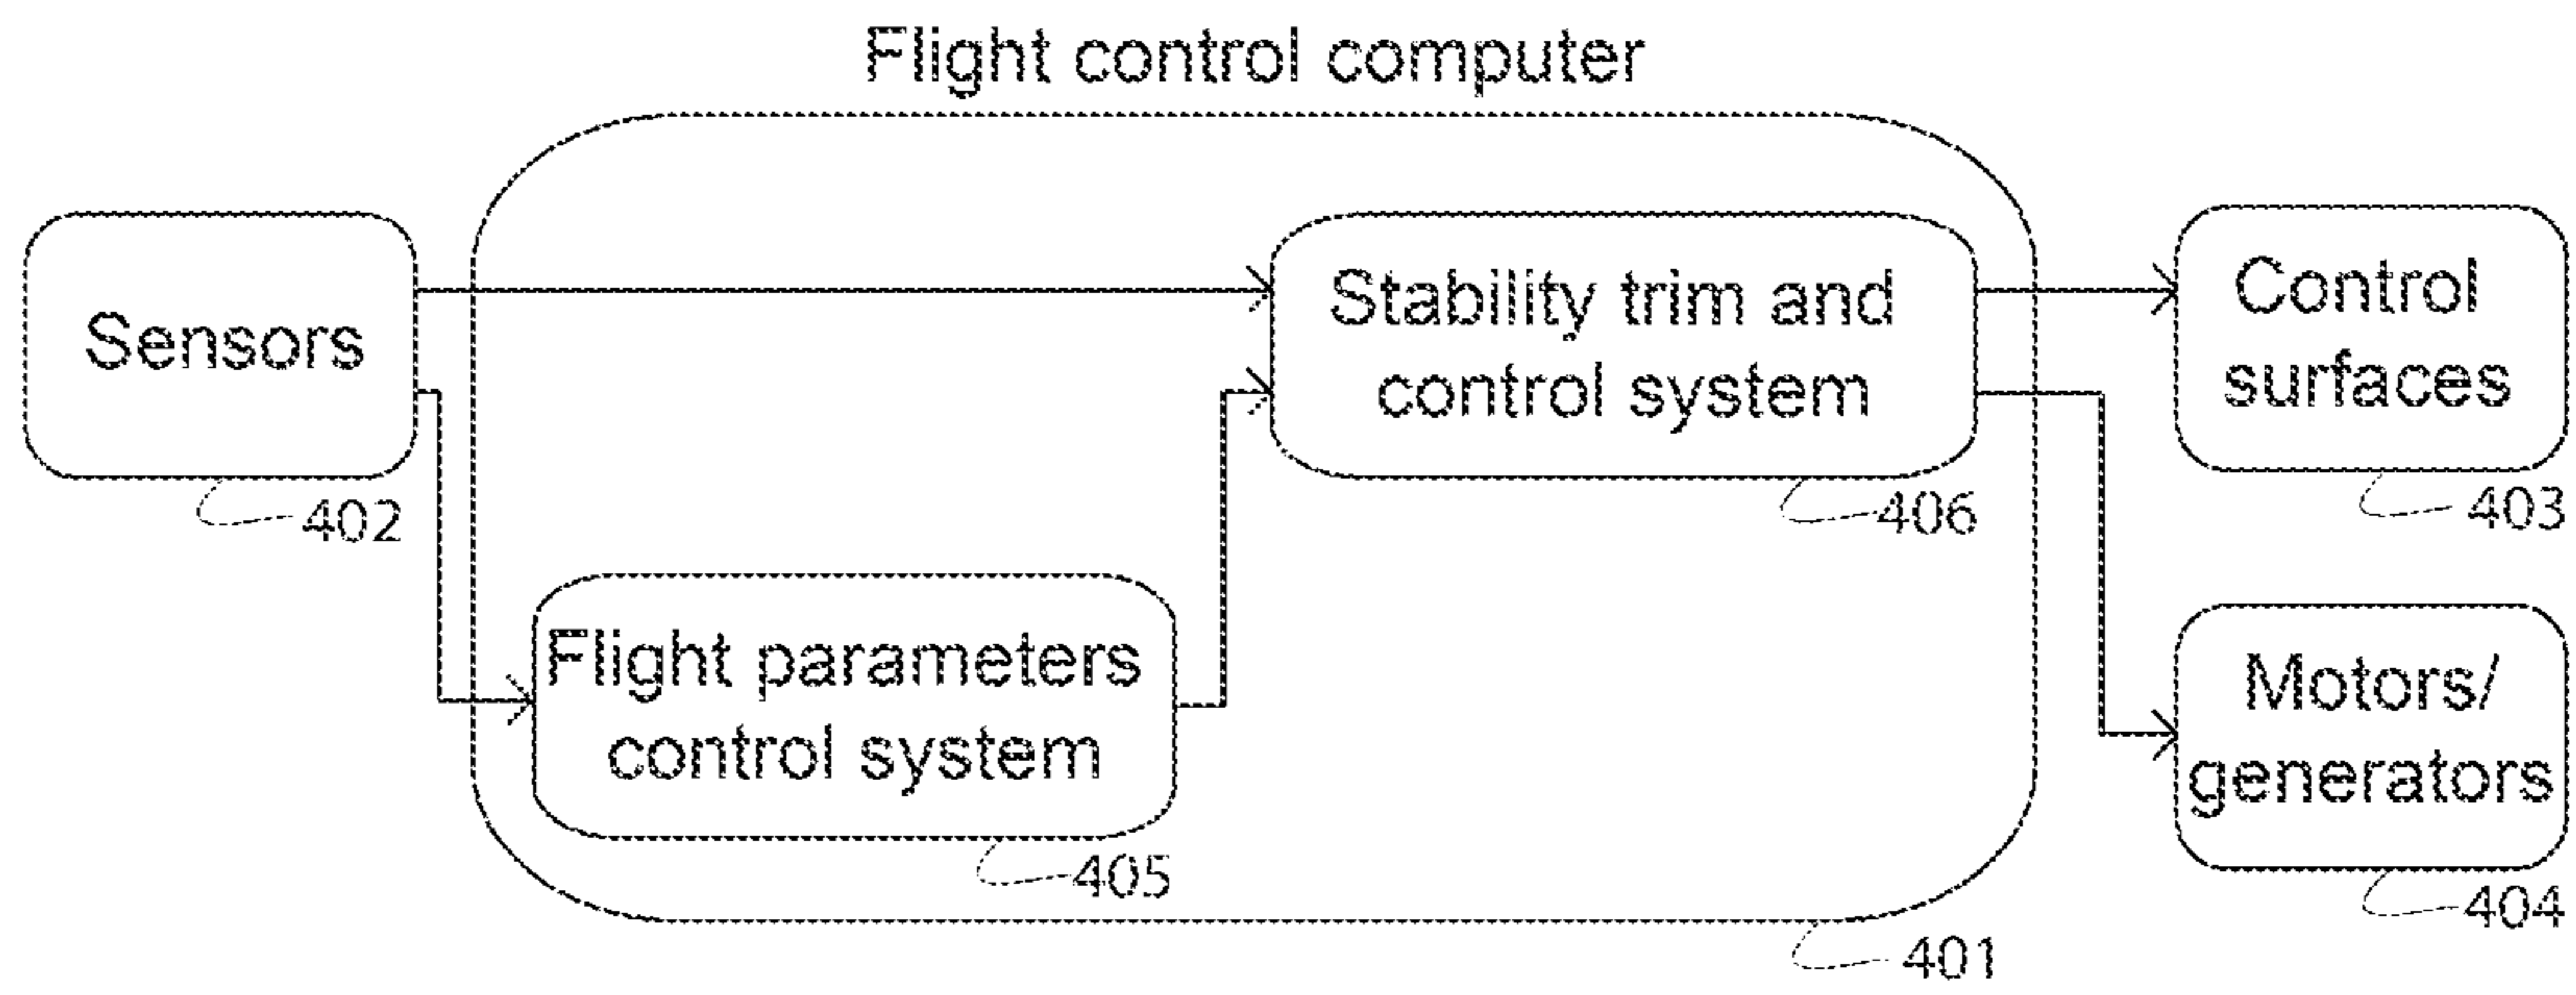 Flight control computer
Sensors
402
Stability trim and
control system
406
Control
surfaces
403
Flight parameters
control system
405
Motors/
generators
404
401